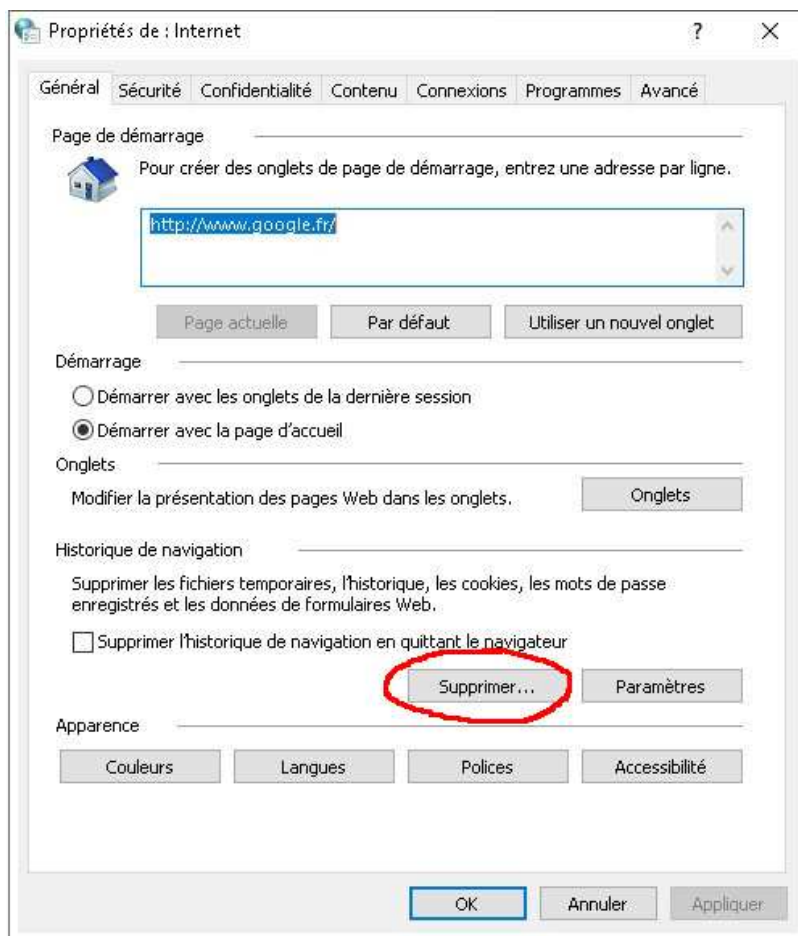 Propriétés de : Internet
?
Général Sécurité Confidentialité Contenu Connexions Programmes Avancé
Page de démarrage
Pour créer des onglets de page de démarrage, entrez une adresse par ligne.
http://www.google.fr/
Page actuelle Par défaut Utiliser un nouvel onglet
Démarrage
Démarrer avec les onglets de la dernière session
Démarrer avec la page d'accueil
Onglets
Modifier la présentation des pages Web dans les onglets. Onglets
Historique de navigation
Supprimer les fichiers temporaires, l'historique, les cookies, les mots de passe
enregistrés et les données de formulaires Web.
Supprimer l'historique de navigation en quittant le navigateur
Supprimer... Paramètres
Apparence
Couleurs Langues Polices Accessibilité
OK Annuler Appliquer